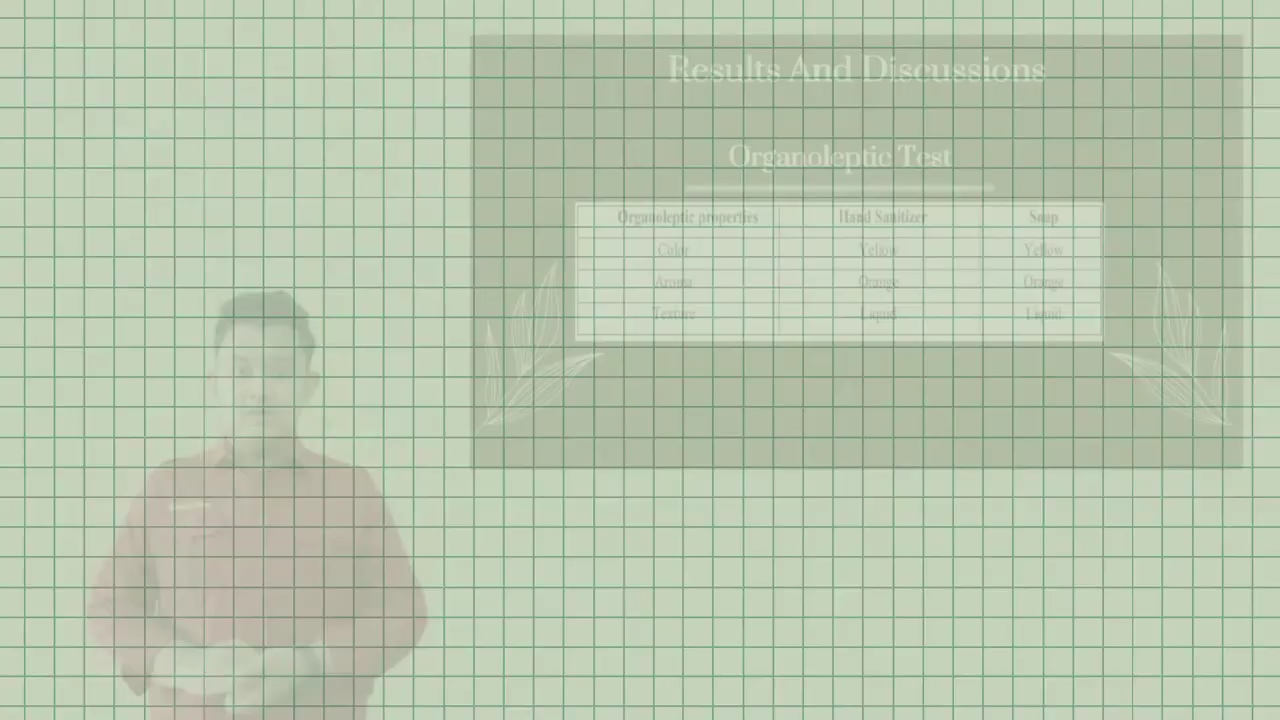 Results And Discussions
Organoleptic Test
Organoleptic properties Hand Sanitizer Soap
Color Yellow Yellow
Aroma Orange Orange
Texture Liquid Liquid